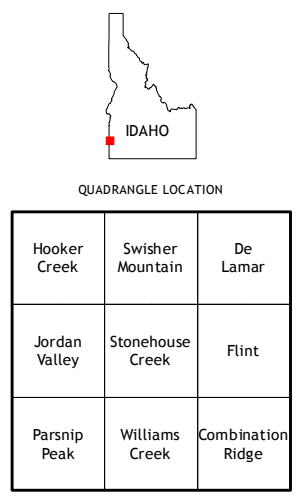 IDAHO
QUADRANGLE LOCATION
Hooker
Creek
Swisher
Mountain
De
Lamar
Jordan
Valley
Stonehouse
Creek
Flint
Parsnip
Peak
Williams
Creek
Combination
Ridge